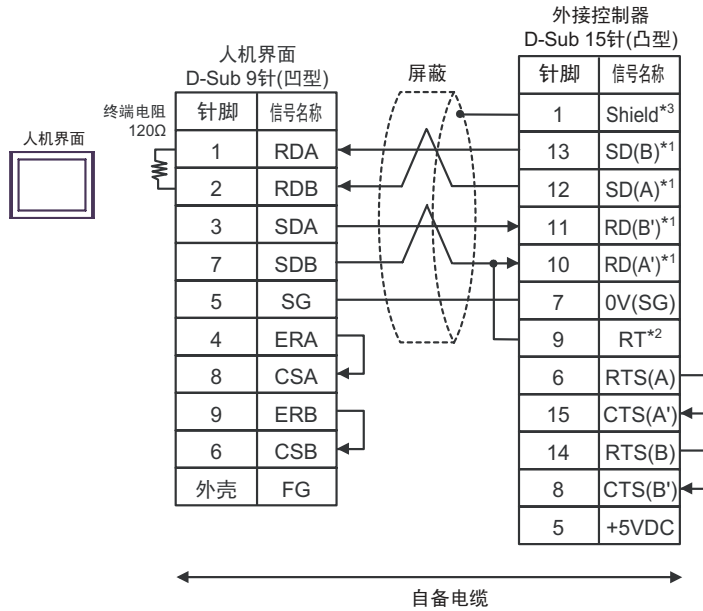 外接控制器
D-Sub 15针(凸型)
人机界面
D-Sub 9针(凹型)
屏蔽
终端电阻
120Ω
人机界面
针脚 信号名称
1 RDA
2 RDB
3 SDA
7 SDB
5 SG
4 ERA
8 CSA
9 ERB
6 CSB
外壳 FG
针脚 信号名称
1 Shield*3
13 SD(B)*1
12 SD(A)*1
11 RD(B')*1
10 RD(A')*1
7 0V(SG)
9 RT*2
6 RTS(A)
15 CTS(A')
14 RTS(B)
8 CTS(B')
5 +5VDC
自备电缆